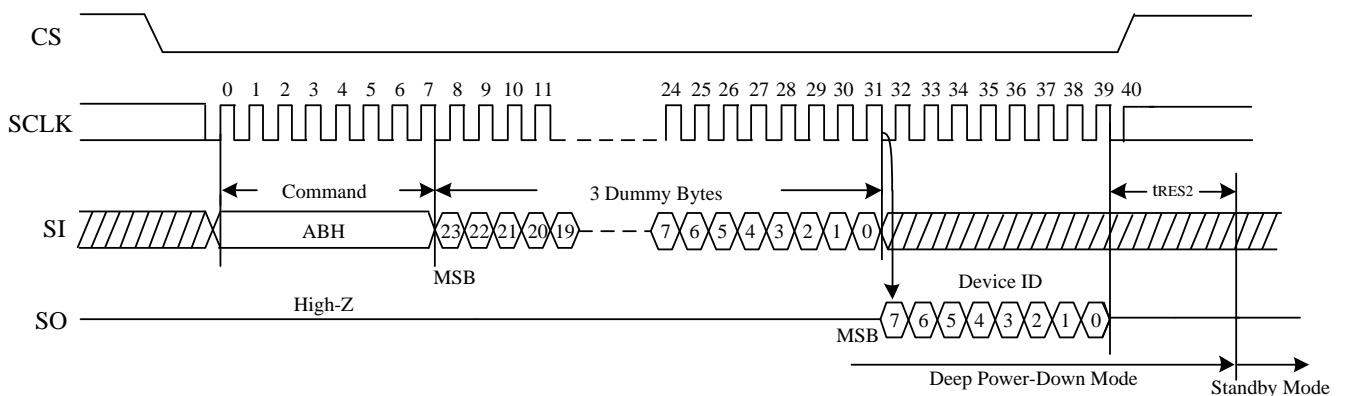 CS
0 1 2 3 4 5 6 7 8 9 10 11 24 25 26 27 28 29 30 31 32 33 34 35 36 37 38 39 40
SCLK
Command 3 Dummy Bytes tRES2
SI ABH 23 22 21 20 19 7 6 5 4 3 2 1 0
MSB Device ID
High-Z
SO 7 6 5 4 3 2 1 0
MSB
Deep Power-Down Mode Standby Mode